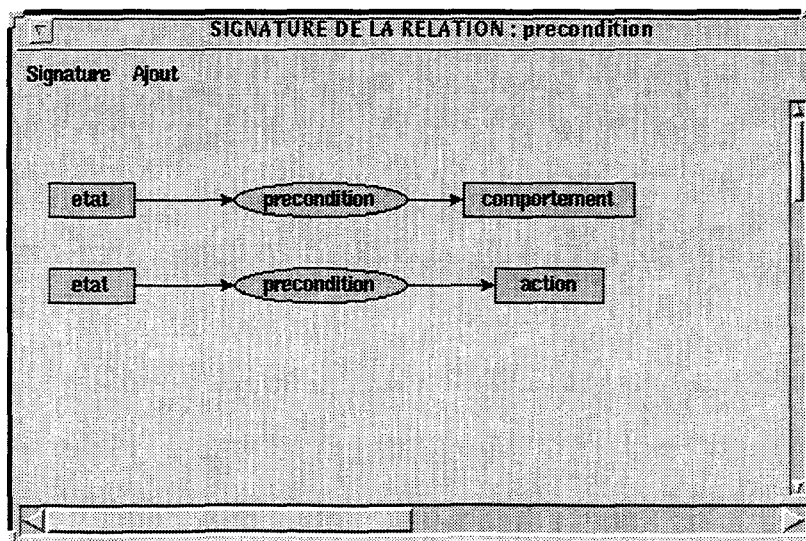 SIGNATURE DE LA RELATION : precondition
Signature Ajout
etat precondition comportement
etat precondition action